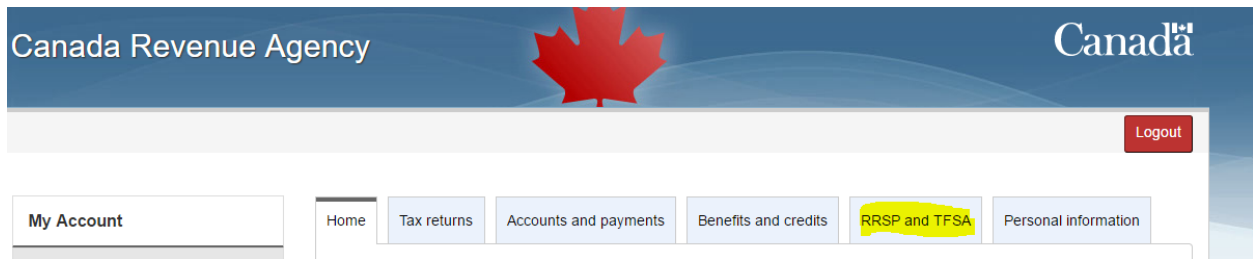 Canada Revenue Agency
Canada
Logout
My Account
Home
Tax returns
Accounts and payments
Benefits and credits
RRSP and TFSA
Personal information